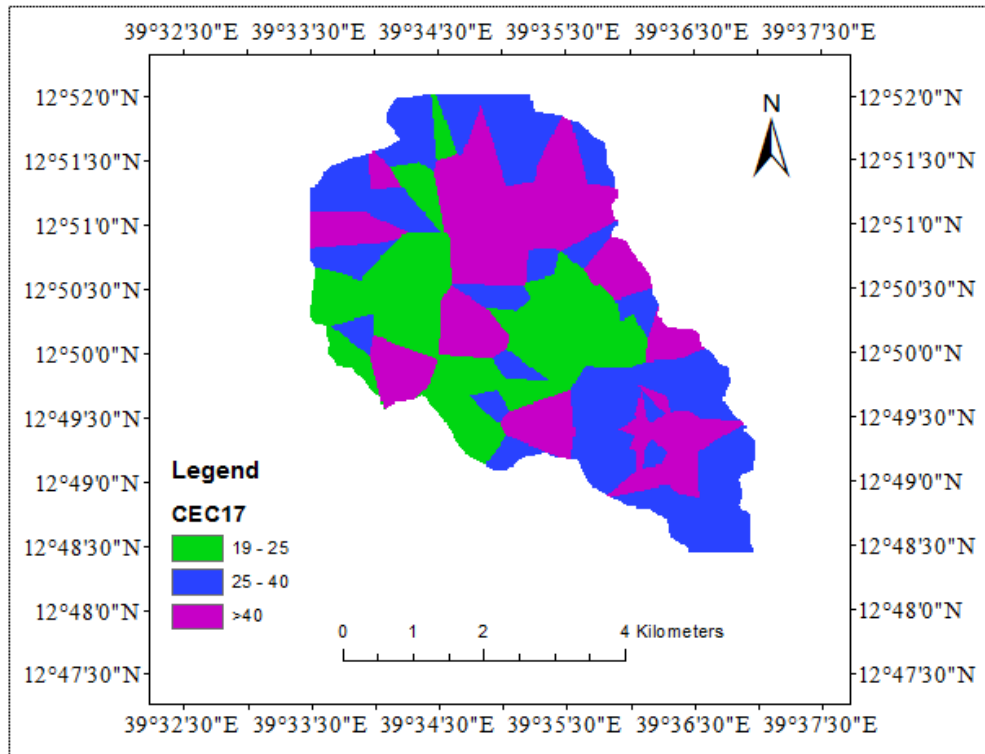 39°32'30"E 39°33'30"E 39°34'30"E 39°35'30"E 39°36'30"E 39°37'30"E
12°52'0"N 12°52'0"N
N
12°51'30"N 12°51'30"N
12°51'0"N 12°51'0"N
12°50'30"N 12°50'30"N
12°50'0"N 12°50'0"N
12°49'30"N 12°49'30"N
Legend
12°49'0"N 12°49'0"N
CEC17
19 - 25
12°48'30"N 12°48'30"N
25 - 40
12°48'0"N 12°48'0"N
>40
0 1 2 4 Kilometers
12°47'30"N 12°47'30"N
39°32'30"E 39°33'30"E 39°34'30"E 39°35'30"E 39°36'30"E 39°37'30"E